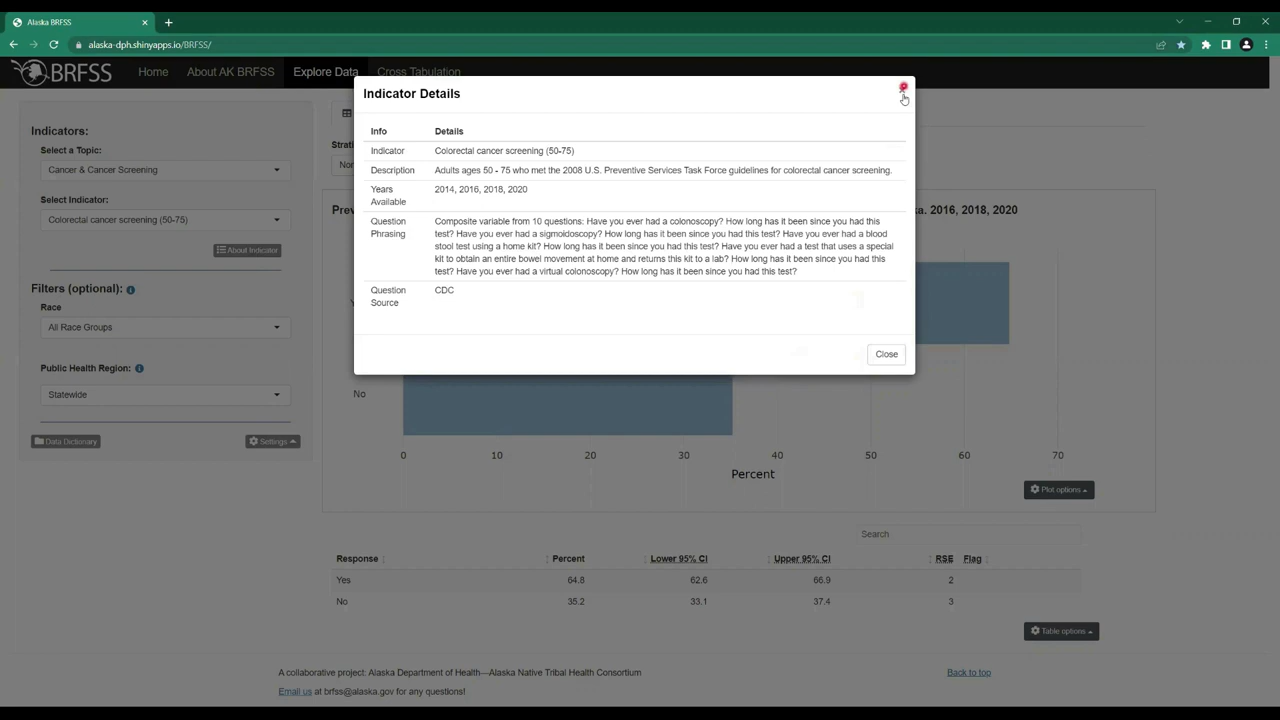 Alaska BRFSS
alaska-dph.shinyapps.io/BRFSS/
BRFSS Home About AK BRFSS Explore Data Cross Tabulation
Indicator Details
Info Details
Indicator Colorectal cancer screening (50-75)
Description Adults ages 50 - 75 who met the 2008 U.S. Preventive Services Task Force guidelines for colorectal cancer screening.
Years 2014, 2016, 2018, 2020
Available
Question Composite variable from 10 questions: Have you ever had a colonoscopy? How long has it been since you had this
Phrasing test? Have you ever had a sigmoidoscopy? How long has it been since you had this test? Have you ever had a blood
stool test using a home kit? How long has it been since you had this test? Have you ever had a test that uses a special
kit to obtain an entire bowel movement at home and returns this kit to a lab? How long has it been since you had this
test? Have you ever had a virtual colonoscopy? How long has it been since you had this test?
Question CDC
Source
Close
Indicators:
Select a Topic:
Cancer & Cancer Screening
Select Indicator:
Colorectal cancer screening (50-75)
About Indicator
Filters (optional):
Race
All Race Groups
Public Health Region:
Statewide
Data Dictionary Settings
2016, 2018, 2020
No
0 10 20 30 40 50 60 70
Percent
Plot options
Search
Response Percent Lower 95% CI Upper 95% CI RSE Flag
Yes 64.8 62.6 66.9 2
No 35.2 33.1 37.4 3
Table options
A collaborative project: Alaska Department of Health—Alaska Native Tribal Health Consortium
Back to top
Email us at brfss@alaska.gov for any questions!